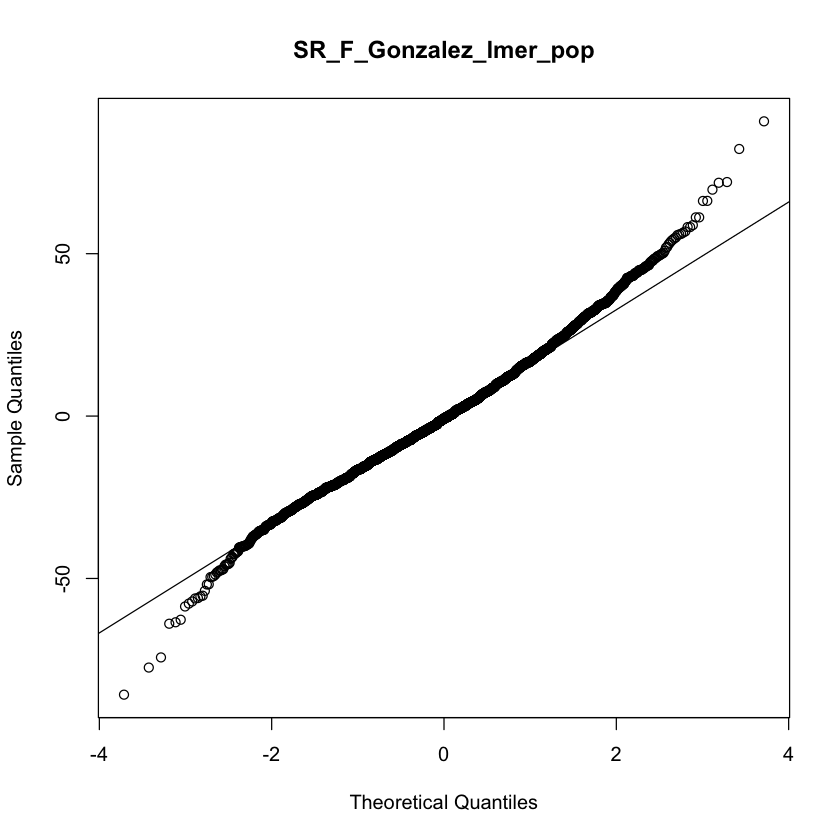 SR_F_Gonzalez_lmer_pop
Sample Quantiles
50
0
-50
-4 -2 0 2 4
Theoretical Quantiles